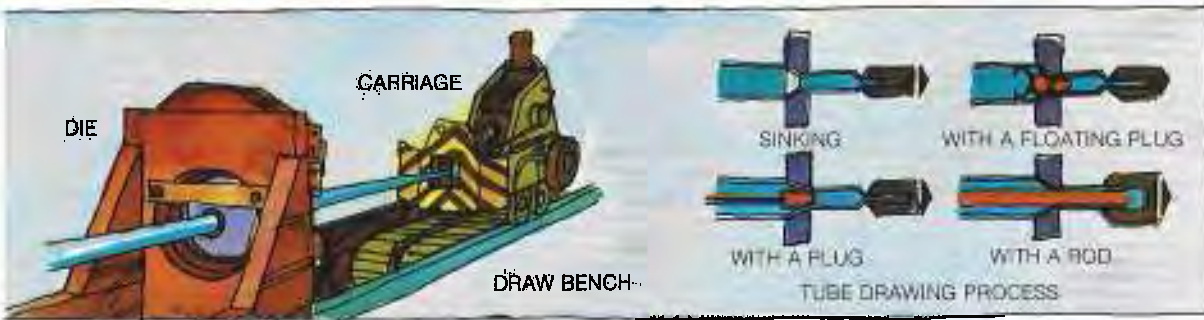 CARRIAGE
DIE
DRAW BENCH
SINKING
WITH A FLOATING PLUG
WITH A PLUG
WITH A ROD
TUBE DRAWING PROCESS